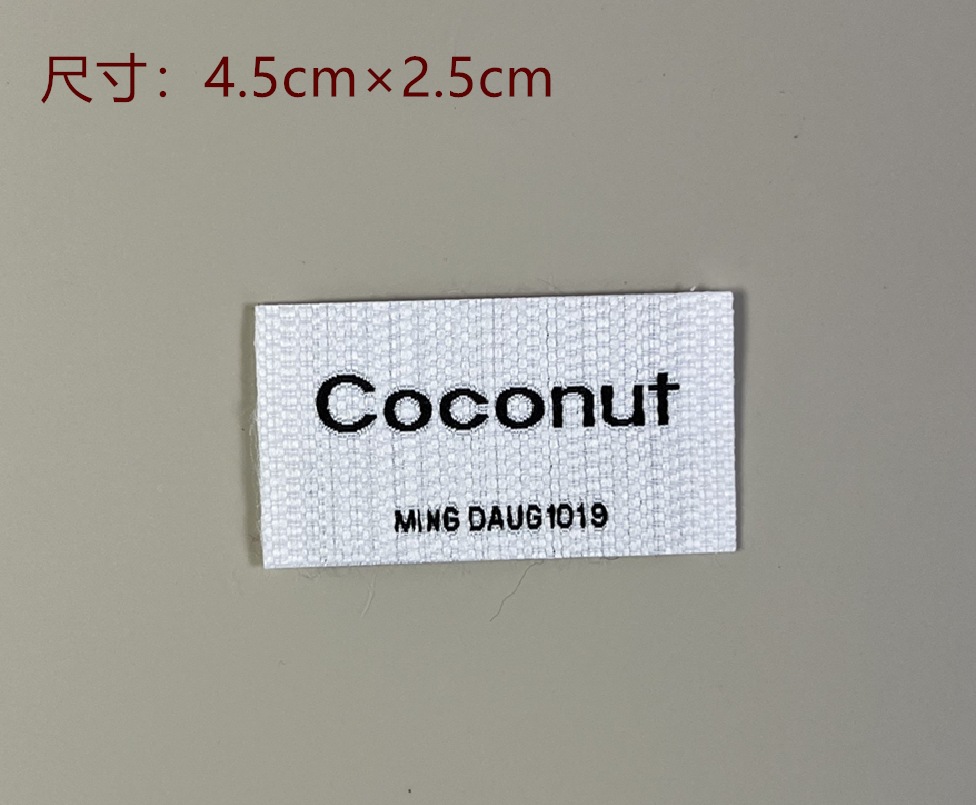 尺寸：4.5cm×2.5cm
Coconut
MING DAUG1019